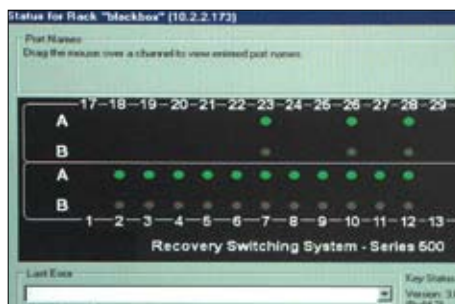 Status for Rack "blackbox" (10.2.2.173)
Port Names
Drag the mouse over a channel to view entered port names.
17 18 19 20 21 22 23 24 25 26 27 28 29
A
B
A
B
1 2 3 4 5 6 7 8 9 10 11 12 13
Recovery Switching System - Series 500
Last Error
Key Status
Version: